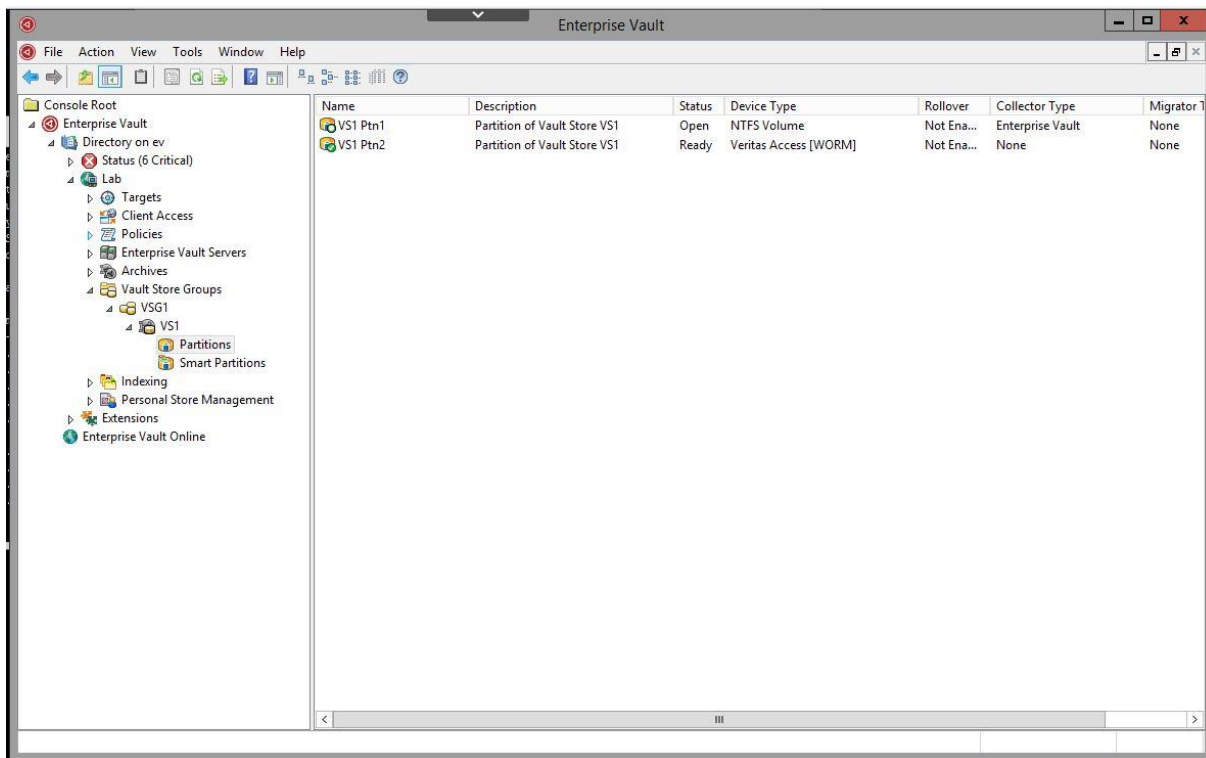 Enterprise Vault
File Action View Tools Window Help
Console Root
Enterprise Vault
Directory on ev
Status (6 Critical)
Lab
Targets
Client Access
Policies
Enterprise Vault Servers
Archives
Vault Store Groups
VSG1
VS1
Partitions
Smart Partitions
Indexing
Personal Store Management
Extensions
Enterprise Vault Online
Name Description Status Device Type Rollover Collector Type Migrator T
VS1 Ptn1 Partition of Vault Store VS1 Open NTFS Volume Not Ena... Enterprise Vault None
VS1 Ptn2 Partition of Vault Store VS1 Ready Veritas Access [WORM] Not Ena... None None